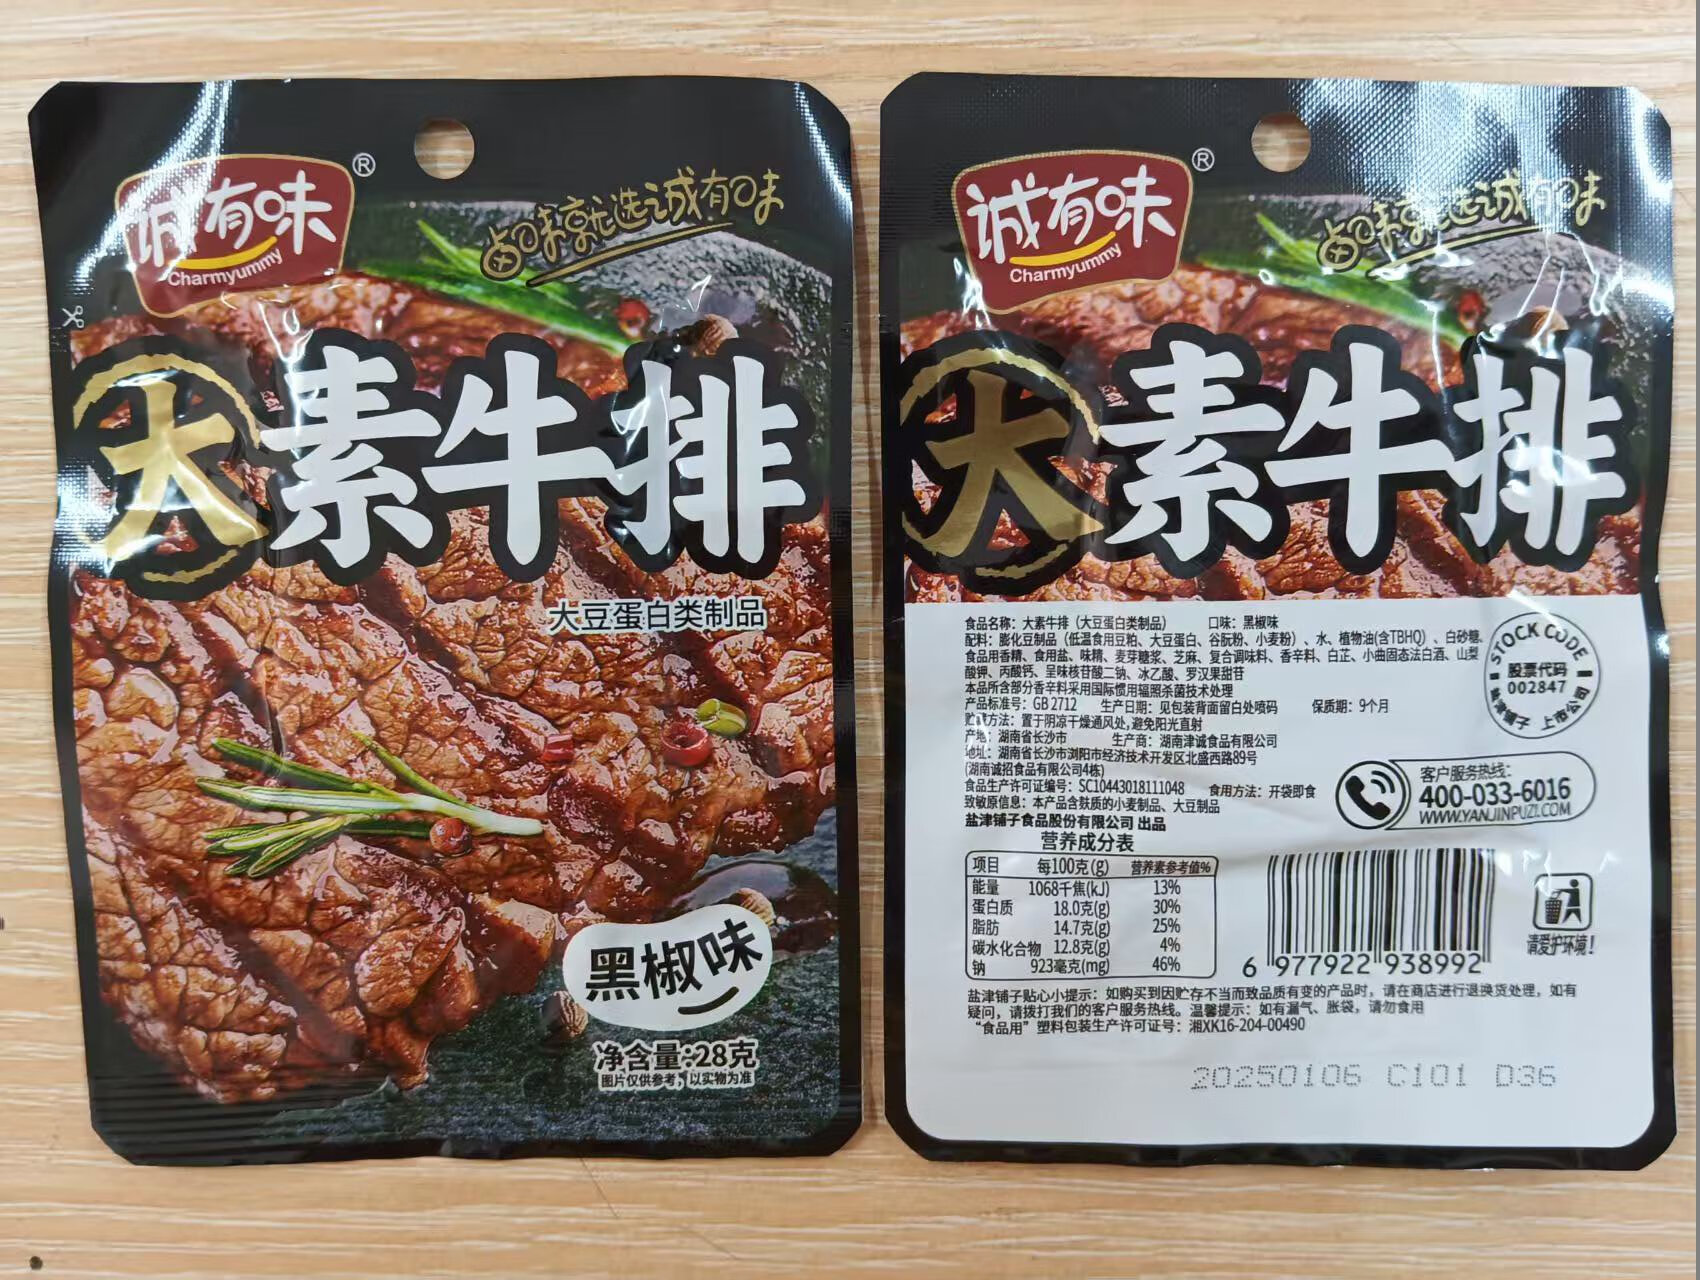 诚有味
®
Charmyummy
卤味就选诚有味
大素牛排
大豆蛋白类制品
黑椒味
净含量:28克
图片仅供参考，以实物为准
诚有味
®
Charmyummy
卤味就选诚有味
大素牛排
食品名称：大素牛排（大豆蛋白类制品） 口味：黑椒味
配料：膨化豆制品（低温食用豆粕、大豆蛋白、谷朊粉、小麦粉）、水、植物油(含TBHQ）、白砂糖、
食品用香精、食用盐、味精、麦芽糖浆、芝麻、复合调味料、香辛料、白芷、小曲固态法白酒、山梨
酸钾、丙酸钙、呈味核苷酸二钠、冰乙酸、罗汉果甜苷
本品所含部分香辛料采用国际惯用辐照杀菌技术处理
产品标准号：GB 2712 生产日期：见包装背面留白处喷码 保质期：9个月
贮藏方法：置于阴凉干燥通风处,避免阳光直射
产地：湖南省长沙市 生产商：湖南津诚食品有限公司
地址：湖南省长沙市浏阳市经济技术开发区北盛西路89号
(湖南诚招食品有限公司4栋)
食品生产许可证编号：SC10443018111048 食用方法：开袋即食
致敏原信息：本产品含麸质的小麦制品、大豆制品
盐津铺子食品股份有限公司 出品
STOCK CODE
股票代码
002847
盐津铺子 上市公司
客户服务热线：
400-033-6016
WWW.YANJINPUZI.COM
营养成分表
项目 每100克(g) 营养素参考值%
能量 1068千焦(kJ) 13%
蛋白质 18.0克(g) 30%
脂肪 14.7克(g) 25%
碳水化合物 12.8克(g) 4%
钠 923毫克(mg) 46%
6 977922 938992
请爱护环境！
盐津铺子贴心小提示：如购买到因贮存不当而致品质有变的产品时，请在商店进行退换货处理，如有
疑问，请拨打我们的客户服务热线。温馨提示：如有漏气、胀袋，请勿食用
“食品用”塑料包装生产许可证号：湘XK16-204-00490
20250106 C101 D36